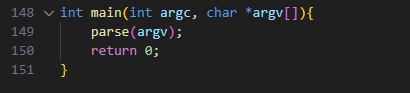 148 int main(int argc, char *argv[]){
149     parse(argv);
150     return 0;
151 }